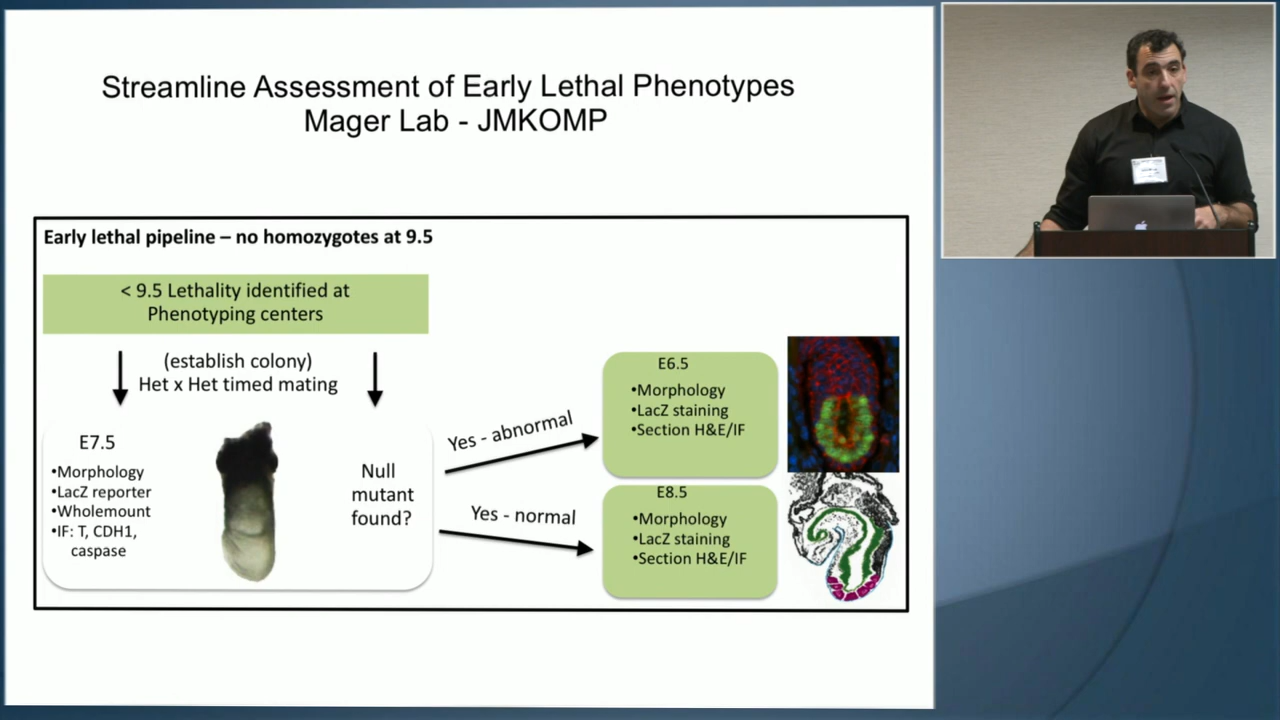 Streamline Assessment of Early Lethal Phenotypes
Mager Lab - JMKOMP
Early lethal pipeline – no homozygotes at 9.5
< 9.5 Lethality identified at
Phenotyping centers
(establish colony)
Het x Het timed mating
E7.5
•Morphology
•LacZ reporter
•Wholemount
•IF: T, CDH1,
caspase
Null
mutant
found?
Yes - abnormal
Yes - normal
E6.5
•Morphology
•LacZ staining
•Section H&E/IF
E8.5
•Morphology
•LacZ staining
•Section H&E/IF